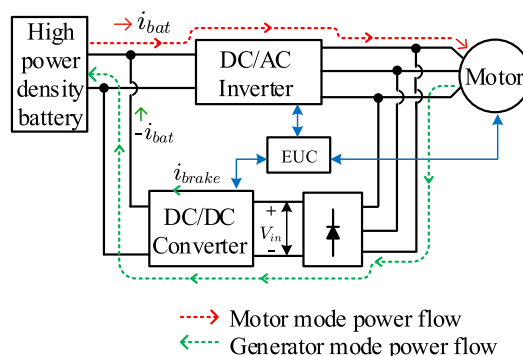 High
power
density
battery
i_bat
DC/AC
Inverter
Motor
-i_bat
EUC
i_brake
DC/DC
Converter
+
V_in
-
Motor mode power flow
Generator mode power flow